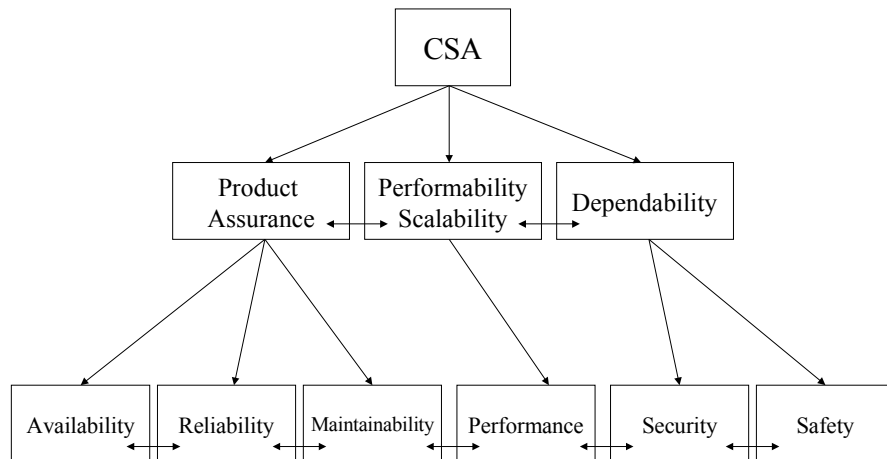 CSA
Product
Assurance
Performability
Scalability
Dependability
Availability
Reliability
Maintainability
Performance
Security
Safety